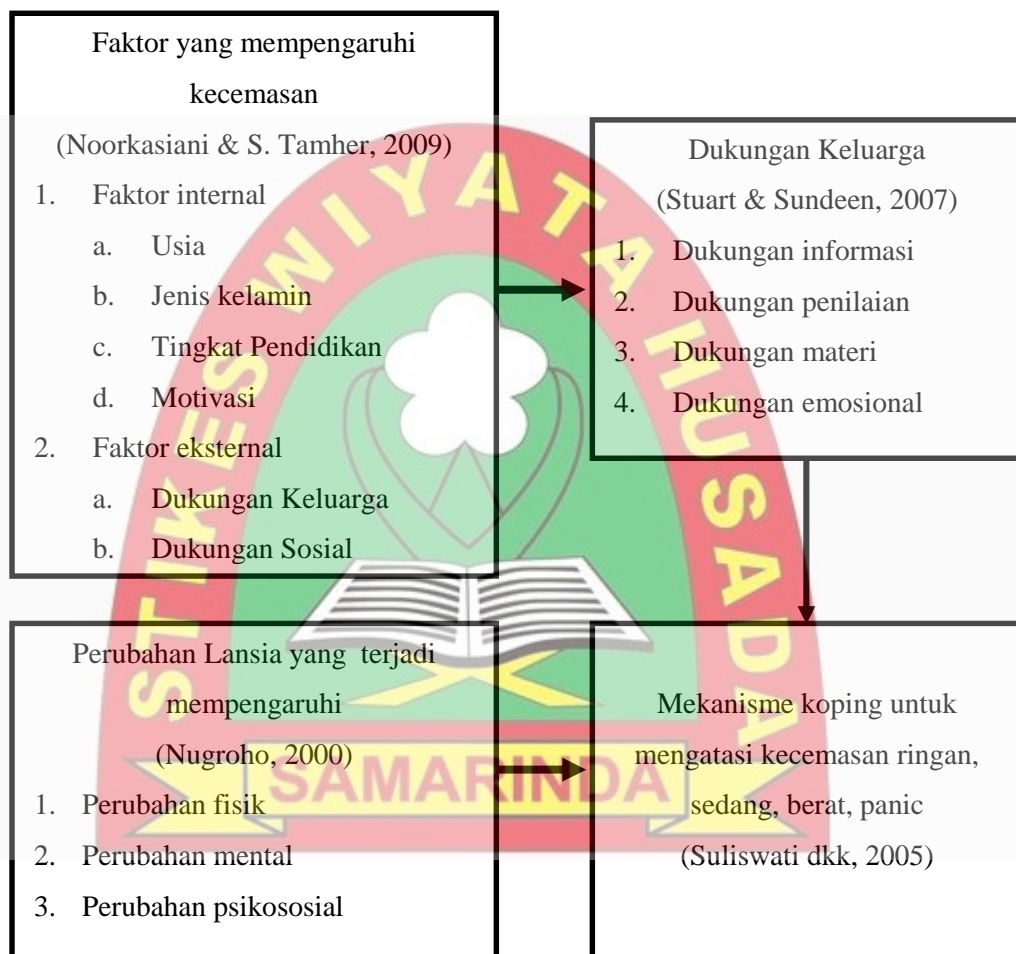 Faktor yang mempengaruhi
kecemasan
(Noorkasiani & S. Tamher, 2009)
1. Faktor internal
a. Usia
b. Jenis kelamin
c. Tingkat Pendidikan
d. Motivasi
2. Faktor eksternal
a. Dukungan Keluarga
b. Dukungan Sosial
Dukungan Keluarga
(Stuart & Sundeen, 2007)
1. Dukungan informasi
2. Dukungan penilaian
3. Dukungan materi
4. Dukungan emosional
Perubahan Lansia yang terjadi
mempengaruhi
(Nugroho, 2000)
1. Perubahan fisik
2. Perubahan mental
3. Perubahan psikososial
Mekanisme koping untuk
mengatasi kecemasan ringan,
sedang, berat, panic
(Suliswati dkk, 2005)
STIKES WIYATA HUSADA
SAMARINDA